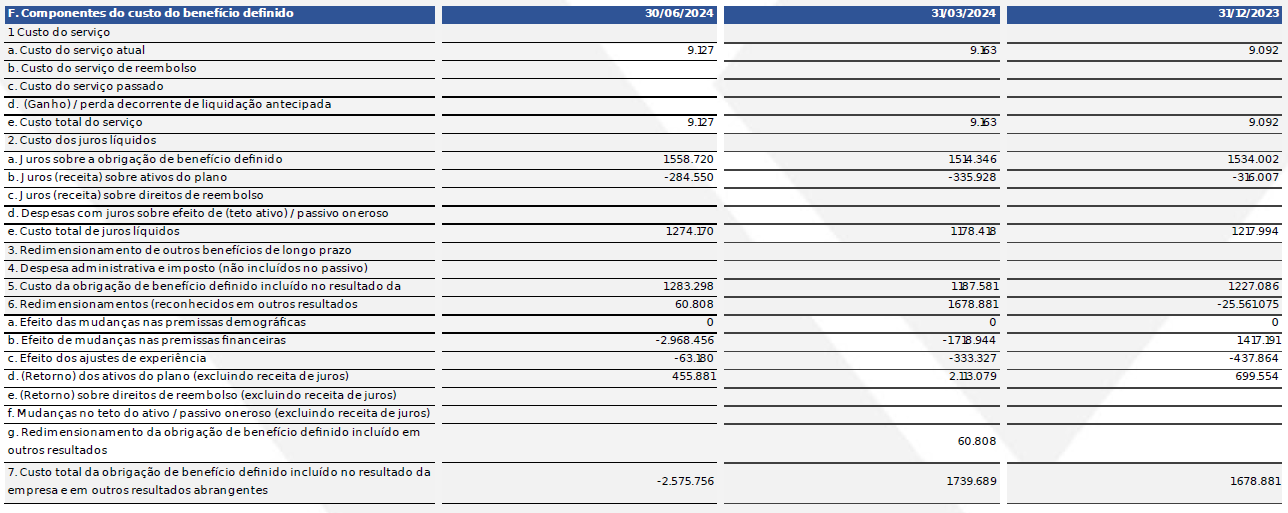 F. Componentes do custo do benefício definido 30/06/2024 31/03/2024 31/12/2023
1 Custo do serviço
a. Custo do serviço atual 9.127 9.163 9.092
b. Custo do serviço de reembolso
c. Custo do serviço passado
d. (Ganho) / perda decorrente de liquidação antecipada
e. Custo total do serviço 9.127 9.163 9.092
2. Custo dos juros líquidos
a. Juros sobre a obrigação de benefício definido 1558.720 1514.346 1534.002
b. Juros (receita) sobre ativos do plano -284.550 -335.928 -316.007
c. Juros (receita) sobre direitos de reembolso
d. Despesas com juros sobre efeito de (teto ativo) / passivo oneroso
e. Custo total de juros líquidos 1274.170 1178.418 1217.994
3. Redimensionamento de outros benefícios de longo prazo
4. Despesa administrativa e imposto (não incluídos no passivo)
5. Custo da obrigação de benefício definido incluído no resultado da 1283.298 1187.581 1227.086
6. Redimensionamentos (reconhecidos em outros resultados 60.808 1678.881 -25.561075
a. Efeito das mudanças nas premissas demográficas 0 0 0
b. Efeito de mudanças nas premissas financeiras -2.968.456 -1718.944 1417.191
c. Efeito dos ajustes de experiência -63.180 -333.327 -437.864
d. (Retorno) dos ativos do plano (excluindo receita de juros) 455.881 2.113.079 699.554
e. (Retorno) sobre direitos de reembolso (excluindo receita de juros)
f. Mudanças no teto do ativo / passivo oneroso (excluindo receita de juros)
g. Redimensionamento da obrigação de benefício definido incluído em
outros resultados 60.808
7. Custo total da obrigação de benefício definido incluído no resultado da
empresa e em outros resultados abrangentes -2.575.756 1739.689 1678.881